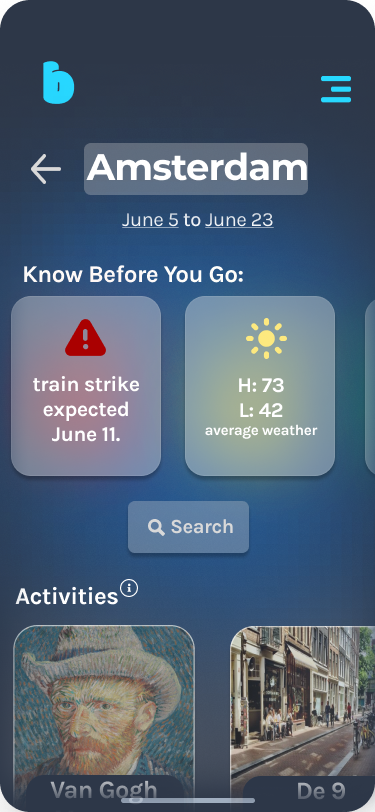 b
Amsterdam
June 5 to June 23
Know Before You Go:
train strike
expected
June 11.
H: 73
L: 42
average weather
Search
Activities
Van Gogh
De 9